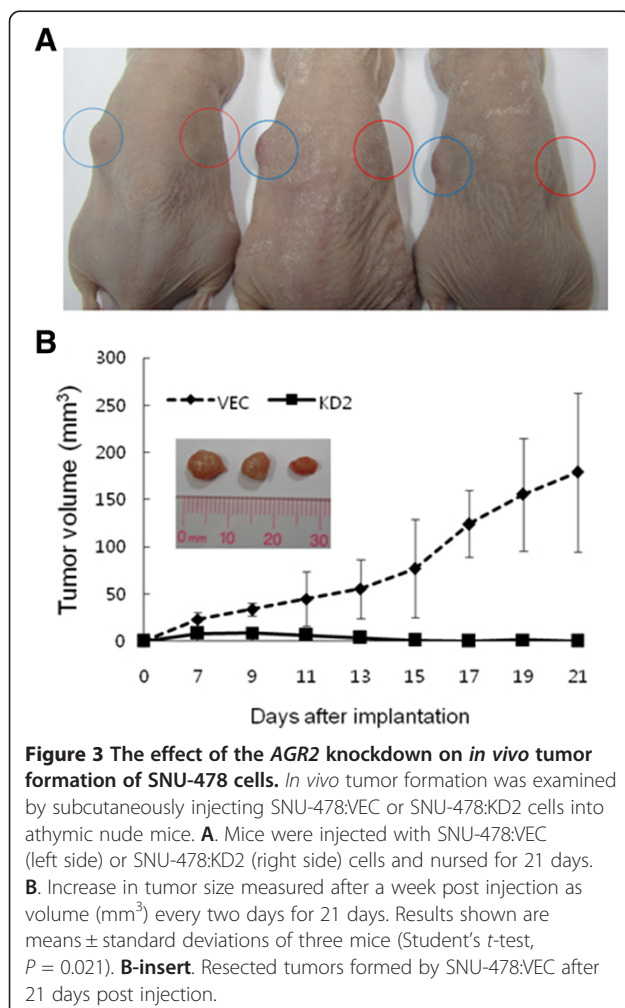 A
B
300
250
200
150
100
50
0
Tumor volume (mm³)
VEC KD2
0mm 10 20 30
0 7 9 11 13 15 17 19 21
Days after implantation
Figure 3 The effect of the AGR2 knockdown on in vivo tumor
formation of SNU-478 cells. In vivo tumor formation was examined
by subcutaneously injecting SNU-478:VEC or SNU-478:KD2 cells into
athymic nude mice. A. Mice were injected with SNU-478:VEC
(left side) or SNU-478:KD2 (right side) cells and nursed for 21 days.
B. Increase in tumor size measured after a week post injection as
volume (mm³) every two days for 21 days. Results shown are
means ± standard deviations of three mice (Student's t-test,
P = 0.021). B-insert. Resected tumors formed by SNU-478:VEC after
21 days post injection.